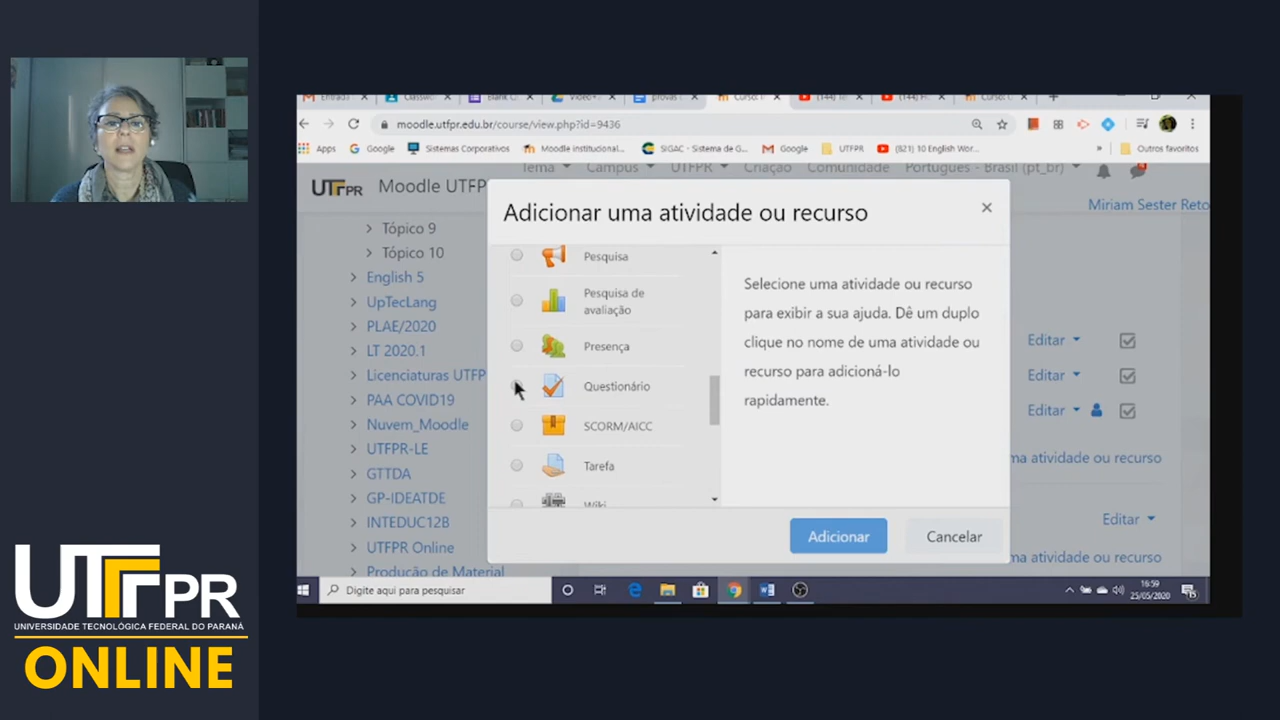 Entrada
Classw
Blank C
provas
Curso: I
moodle.utfpr.edu.br/course/view.php?id=9436
Apps
Google
Sistemas Corporativos
Moodle institucional...
SIGAC - Sistema de G...
Google
UTFPR
(821) 10 English Wor...
»
Outros favoritos
UTFPR
Moodle UTFP
Tema
Campus
UTFPR
Criação
Comunidade
Português - Brasil (pt_br)
Miriam Sester Reto
Tópico 9
Tópico 10
English 5
UpTecLang
PLAE/2020
LT 2020.1
Licenciaturas UTFP
PAA COVID19
Nuvem_Moodle
UTFPR-LE
GTTDA
GP-IDEATDE
INTEDUC12B
UTFPR Online
Produção de Material
Adicionar uma atividade ou recurso
×
Pesquisa
Pesquisa de
avaliação
Presença
Questionário
SCORM/AICC
Tarefa
Wiki
Selecione uma atividade ou recurso
para exibir a sua ajuda. Dê um duplo
clique no nome de uma atividade ou
recurso para adicioná-lo
rapidamente.
Adicionar
Cancelar
Editar
Editar
Editar
ma atividade ou recurso
Editar
ma atividade ou recurso
Digite aqui para pesquisar
16:59
25/05/2020
UTFPR
UNIVERSIDADE TECNOLÓGICA FEDERAL DO PARANÁ
ONLINE